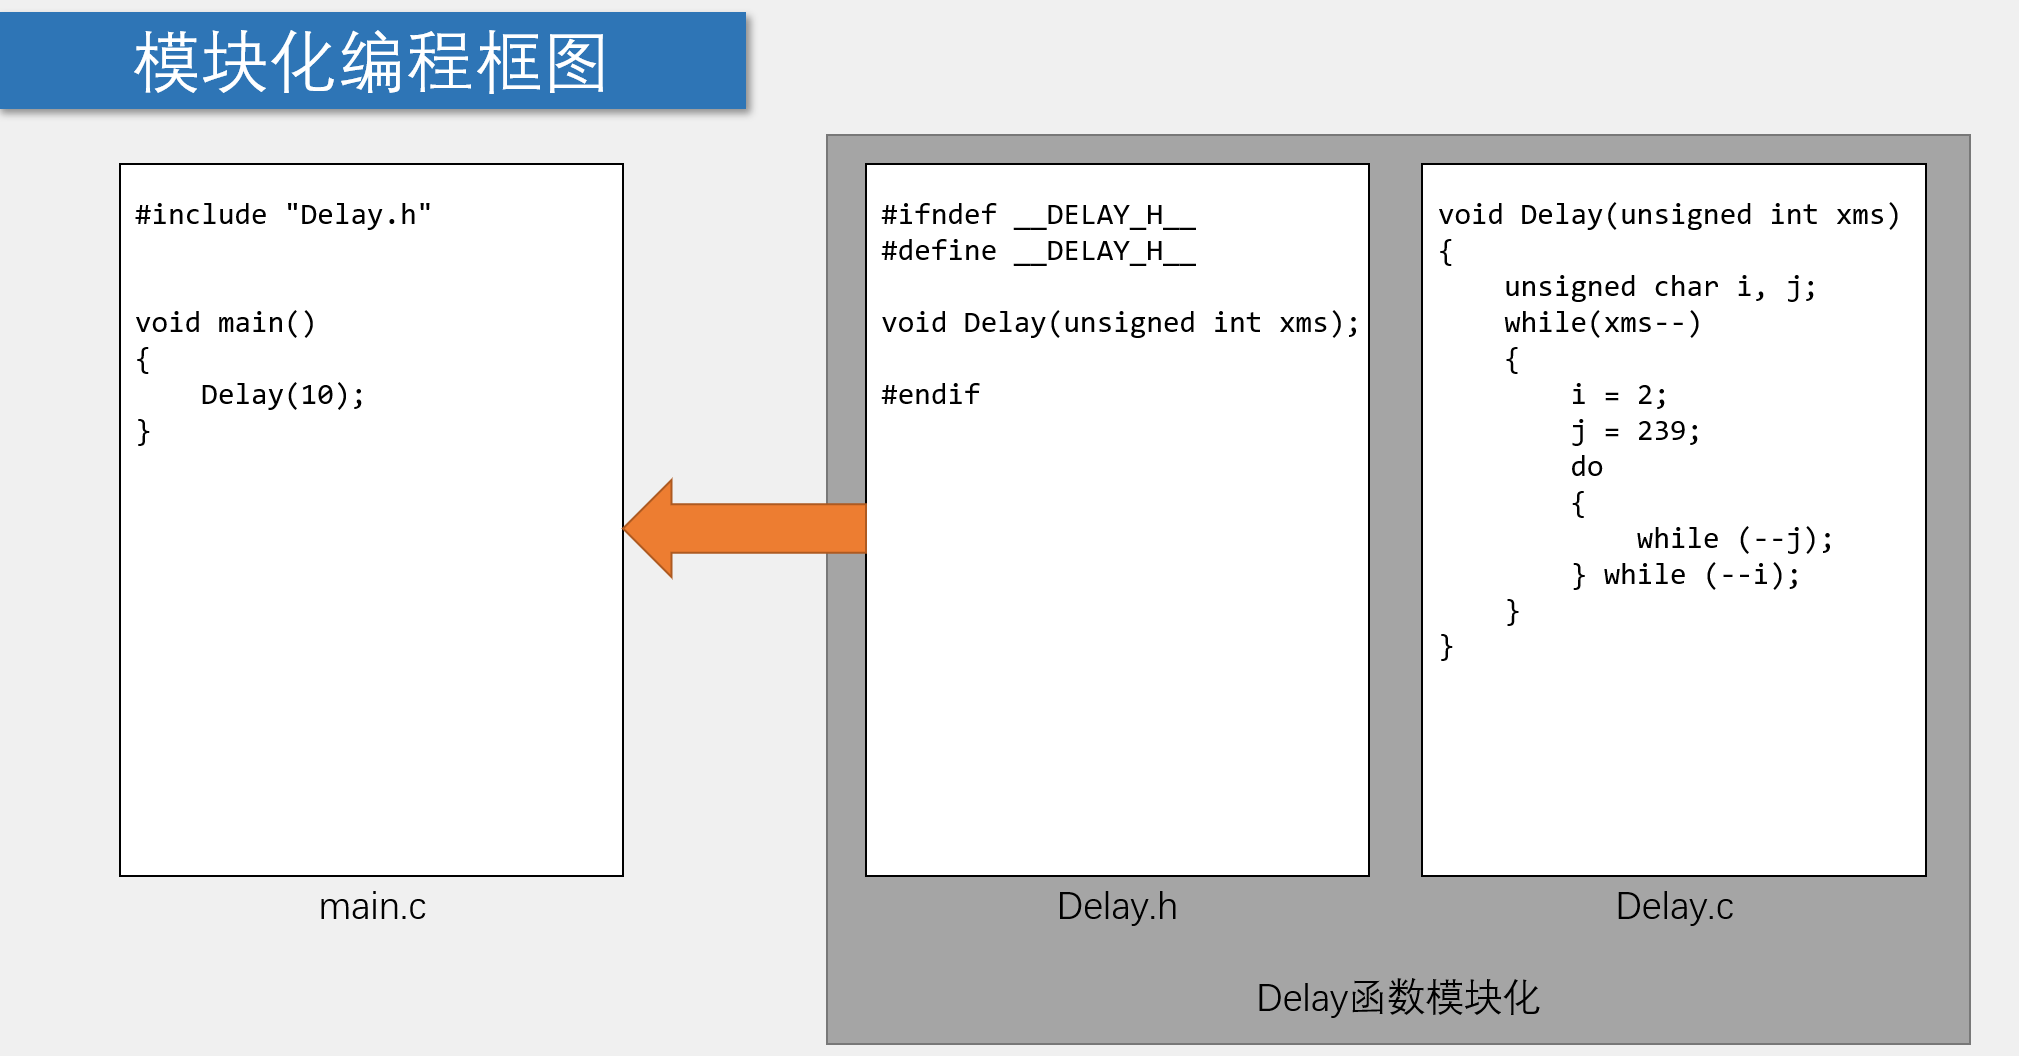 模块化编程框图
#include "Delay.h"
void main()
{
    Delay(10);
}
main.c
#ifndef __DELAY_H__
#define __DELAY_H__
void Delay(unsigned int xms);
#endif
Delay.h
void Delay(unsigned int xms)
{
    unsigned char i, j;
    while(xms--)
    {
        i = 2;
        j = 239;
        do
        {
            while (--j);
        } while (--i);
    }
}
Delay.c
Delay函数模块化